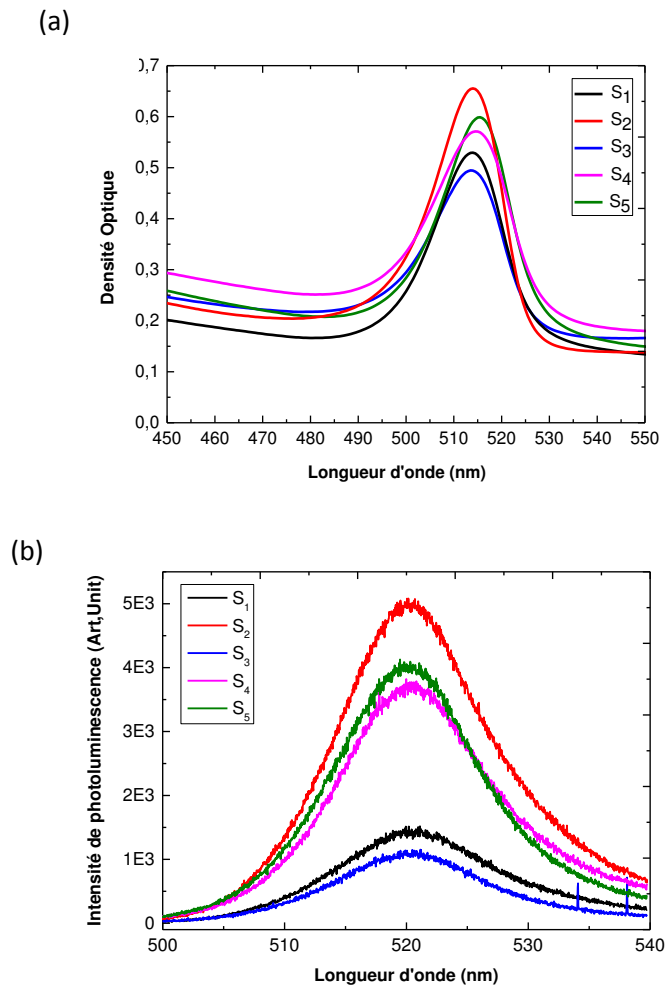 (a)
0,7
0,6
0,5
0,4
0,3
0,2
0,1
0,0
Densité Optique
S1
S2
S3
S4
S5
450 460 470 480 490 500 510 520 530 540 550
Longueur d'onde (nm)
(b)
5E3
4E3
3E3
2E3
1E3
0
Intensité de photoluminescence (Art,Unit)
S1
S2
S3
S4
S5
500 510 520 530 540
Longueur d'onde (nm)